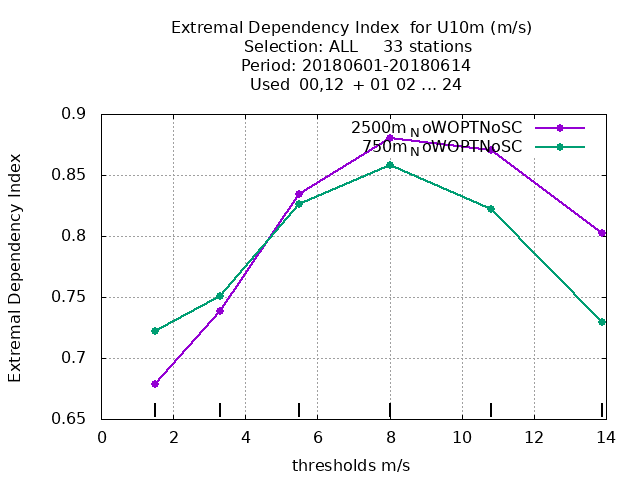 Extremal Dependency Index  for U10m (m/s)
Selection: ALL     33 stations
Period: 20180601-20180614
Used  00,12  + 01 02 ... 24
2500m_NoWOPTNoSC
750m_NoWOPTNoSC
0.9
0.85
0.8
0.75
0.7
0.65
Extremal Dependency Index
0 2 4 6 8 10 12 14
thresholds m/s